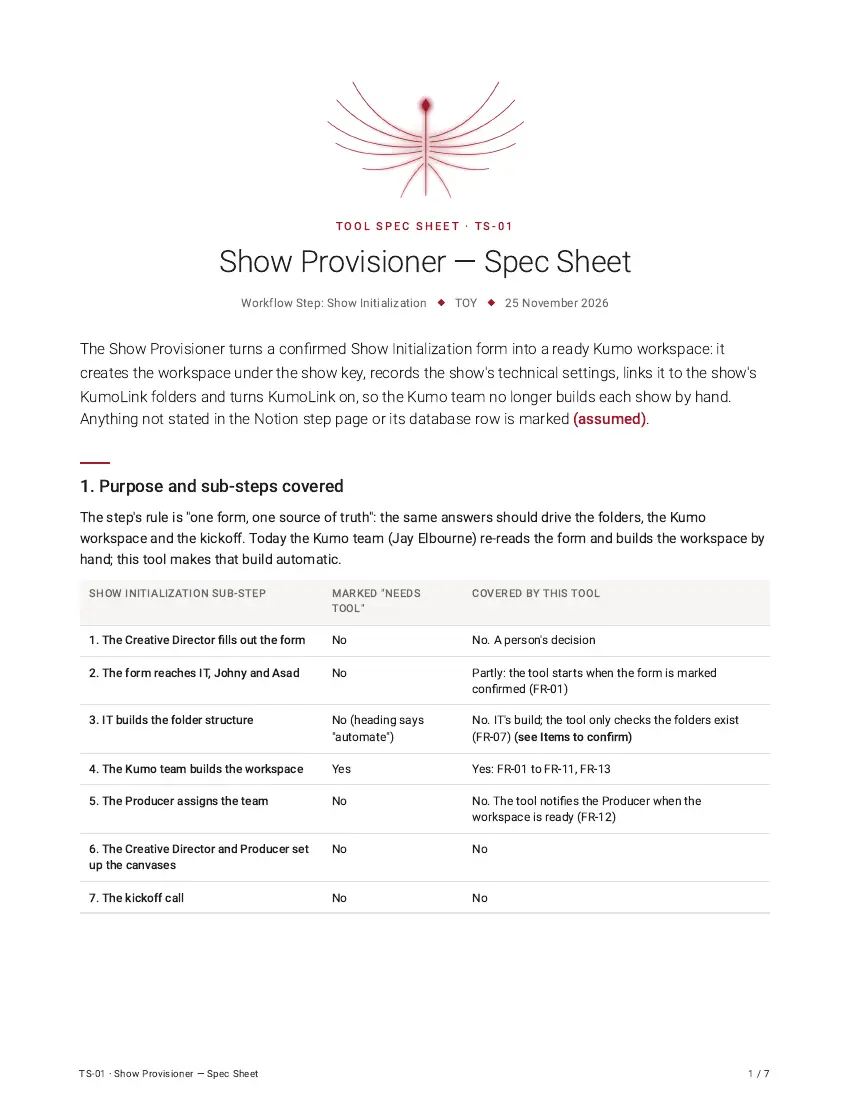 TOOL SPEC SHEET · TS-01
Show Provisioner — Spec Sheet
Workflow Step: Show Initialization ◆ TOY ◆ 25 November 2026
The Show Provisioner turns a confirmed Show Initialization form into a ready Kumo workspace: it
creates the workspace under the show key, records the show's technical settings, links it to the show's
KumoLink folders and turns KumoLink on, so the Kumo team no longer builds each show by hand.
Anything not stated in the Notion step page or its database row is marked (assumed).
1. Purpose and sub-steps covered
The step's rule is "one form, one source of truth": the same answers should drive the folders, the Kumo
workspace and the kickoff. Today the Kumo team (Jay Elbourne) re-reads the form and builds the workspace by
hand; this tool makes that build automatic.
SHOW INITIALIZATION SUB-STEP MARKED "NEEDS COVERED BY THIS TOOL
TOOL"
1. The Creative Director fills out the form No No. A person's decision
2. The form reaches IT, Johny and Asad No Partly: the tool starts when the form is marked
confirmed (FR-01)
3. IT builds the folder structure No (heading says No. IT's build; the tool only checks the folders exist
"automate") (FR-07) (see Items to confirm)
4. The Kumo team builds the workspace Yes Yes: FR-01 to FR-11, FR-13
5. The Producer assigns the team No No. The tool notifies the Producer when the
workspace is ready (FR-12)
6. The Creative Director and Producer set No No
up the canvases
7. The kickoff call No No
TS-01 · Show Provisioner — Spec Sheet 1 / 7